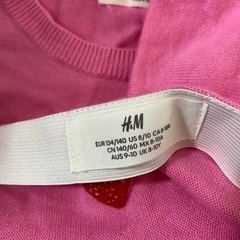 H&M
EUR 134/140 US 8/10 CA 8-10X
CN 140/60 MX 8-10A
AUS 9-10 UK 8-10Y